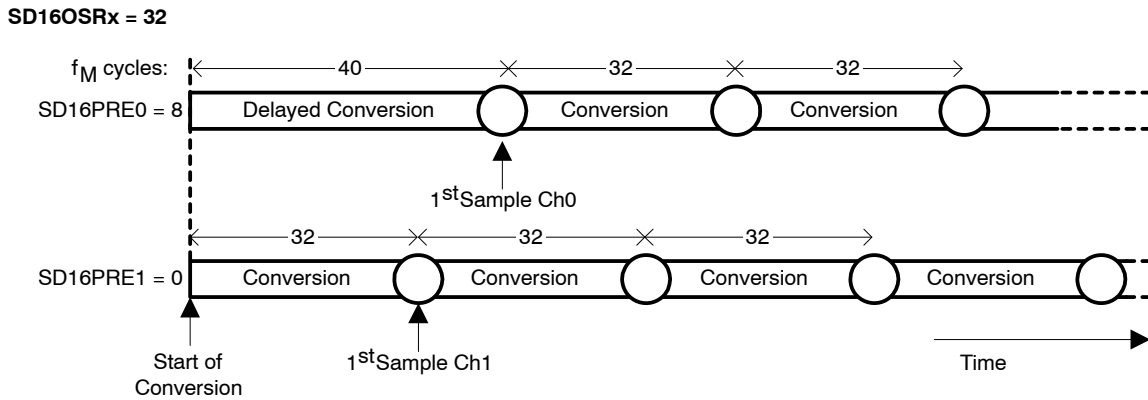 SD16OSRx = 32
f_M cycles: 40 32 32
SD16PRE0 = 8 Delayed Conversion Conversion Conversion
1st Sample Ch0
32 32 32
SD16PRE1 = 0 Conversion Conversion Conversion Conversion
Start of
Conversion
1st Sample Ch1
Time